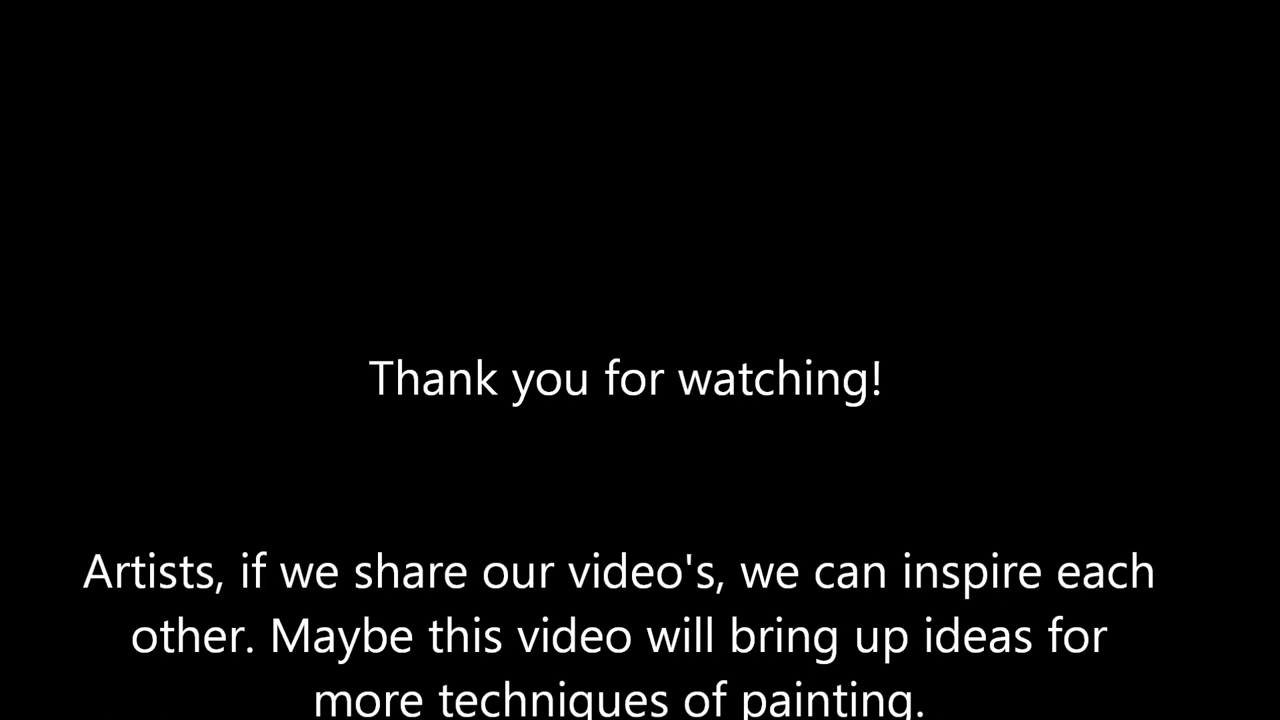 Thank you for watching!
Artists, if we share our video's, we can inspire each
other. Maybe this video will bring up ideas for
more techniques of painting.